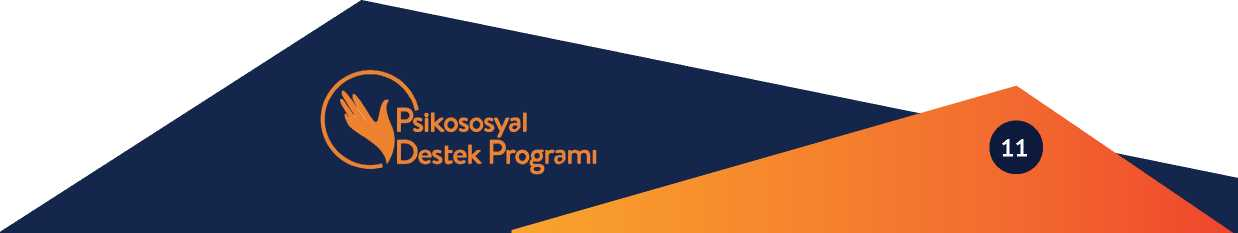 Psikososyal
Destek Programı
11